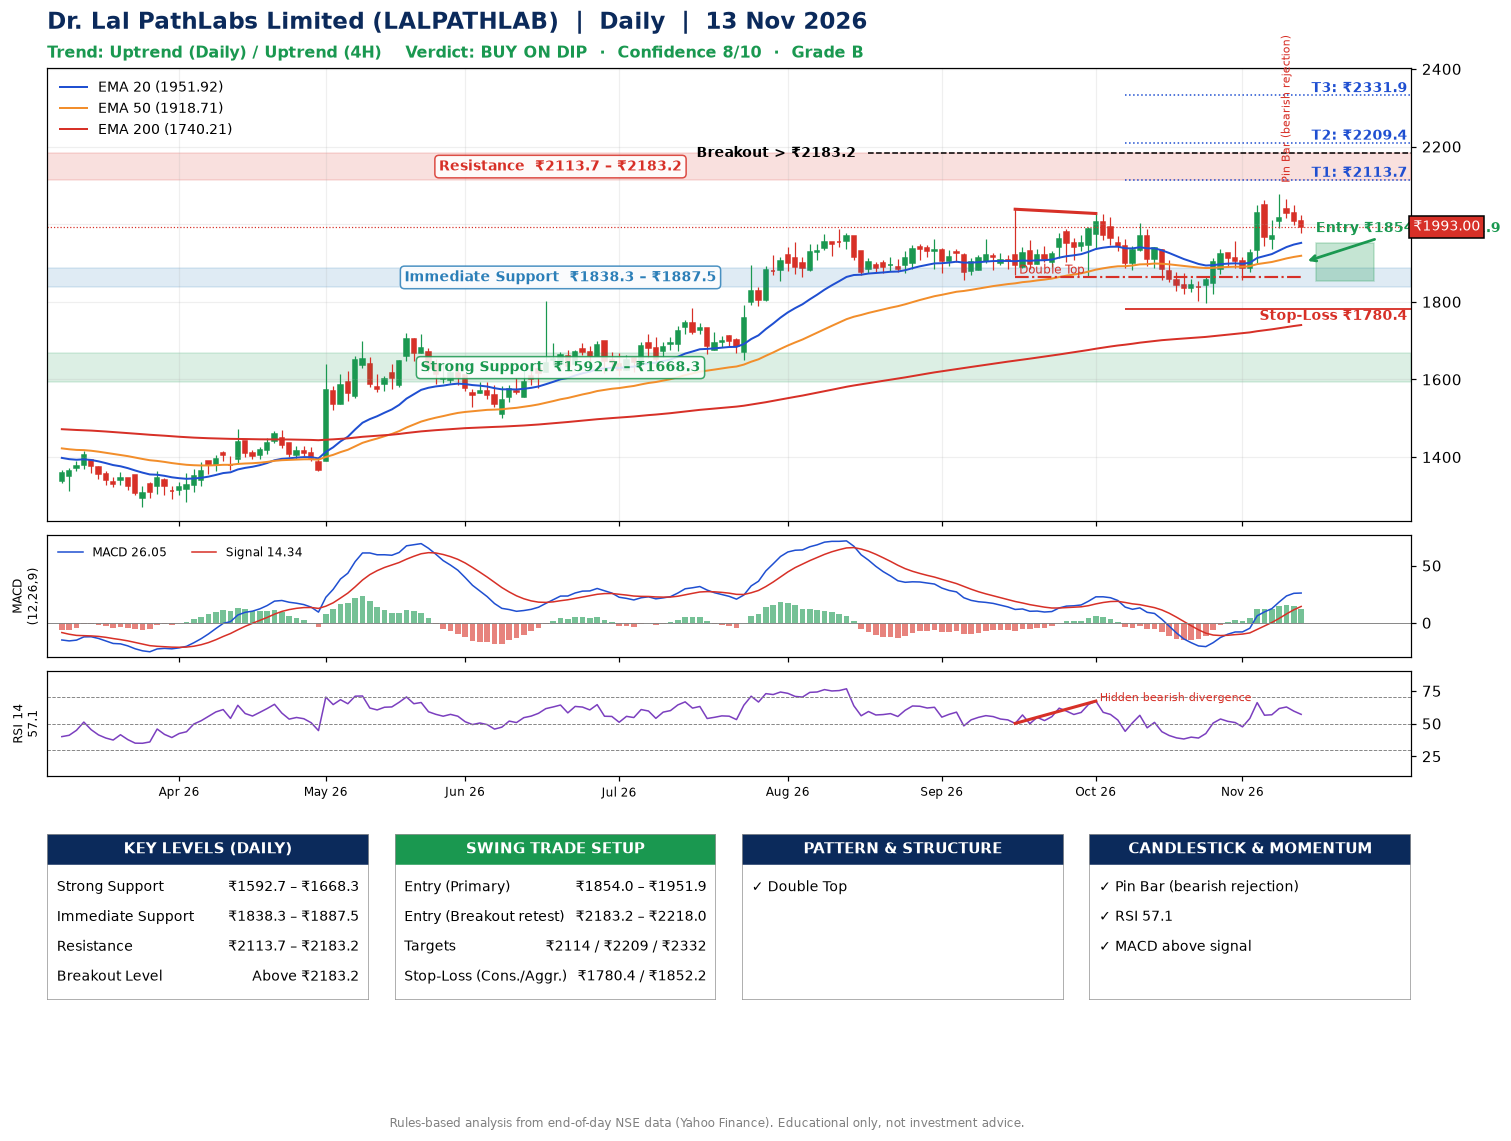 Dr. Lal PathLabs Limited (LALPATHLAB)  |  Daily  |  13 Nov 2026
Trend: Uptrend (Daily) / Uptrend (4H)    Verdict: BUY ON DIP  ·  Confidence 8/10  ·  Grade B
EMA 20 (1951.92)
EMA 50 (1918.71)
EMA 200 (1740.21)
Pin Bar (bearish rejection)
T3: ₹2331.9
T2: ₹2209.4
Breakout > ₹2183.2
Resistance  ₹2113.7 – ₹2183.2
T1: ₹2113.7
Entry ₹1854
₹1993.00
.9
Immediate Support  ₹1838.3 – ₹1887.5
Double Top
Stop-Loss ₹1780.4
Strong Support  ₹1592.7 – ₹1668.3
2400
2200
1800
1600
1400
MACD (12,26,9)
MACD 26.05
Signal 14.34
50
0
RSI 14
57.1
Hidden bearish divergence
75
50
25
Apr 26
May 26
Jun 26
Jul 26
Aug 26
Sep 26
Oct 26
Nov 26
KEY LEVELS (DAILY)
Strong Support ₹1592.7 – ₹1668.3
Immediate Support ₹1838.3 – ₹1887.5
Resistance ₹2113.7 – ₹2183.2
Breakout Level Above ₹2183.2
SWING TRADE SETUP
Entry (Primary) ₹1854.0 – ₹1951.9
Entry (Breakout retest) ₹2183.2 – ₹2218.0
Targets ₹2114 / ₹2209 / ₹2332
Stop-Loss (Cons./Aggr.) ₹1780.4 / ₹1852.2
PATTERN & STRUCTURE
✓ Double Top
CANDLESTICK & MOMENTUM
✓ Pin Bar (bearish rejection)
✓ RSI 57.1
✓ MACD above signal
Rules-based analysis from end-of-day NSE data (Yahoo Finance). Educational only, not investment advice.